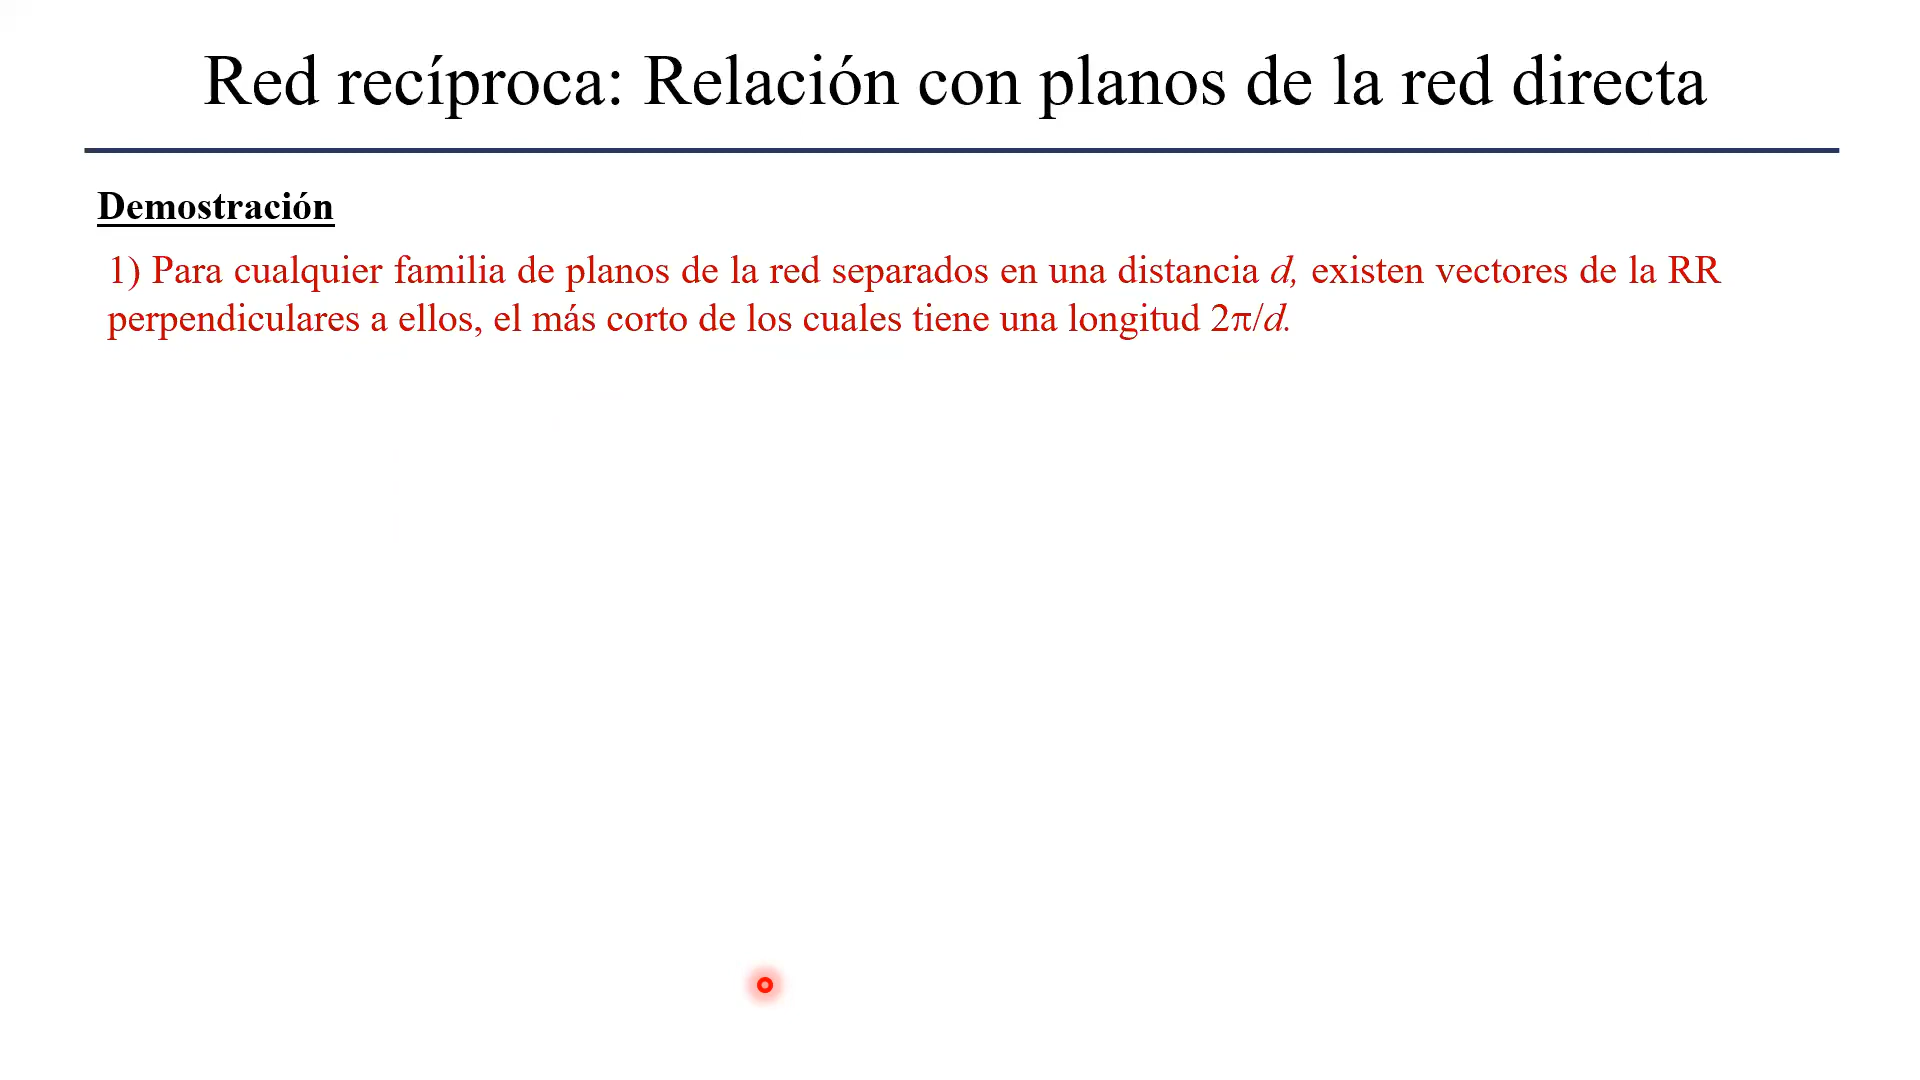 Red recíproca: Relación con planos de la red directa
Demostración
1) Para cualquier familia de planos de la red separados en una distancia d, existen vectores de la RR
perpendiculares a ellos, el más corto de los cuales tiene una longitud 2π/d.